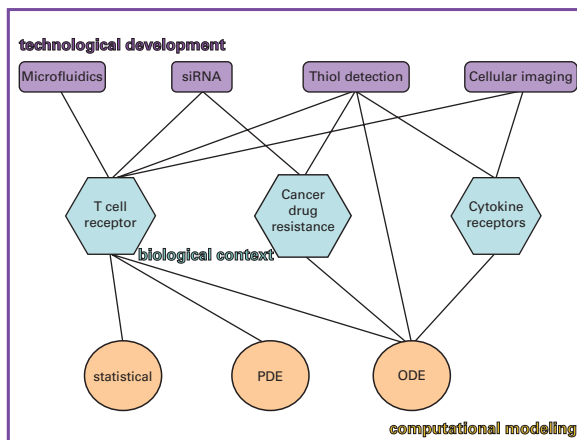 technological development
Microfluidics
siRNA
Thiol detection
Cellular imaging
T cell
receptor
Cancer
drug
resistance
Cytokine
receptors
biological context
statistical
PDE
ODE
computational modeling